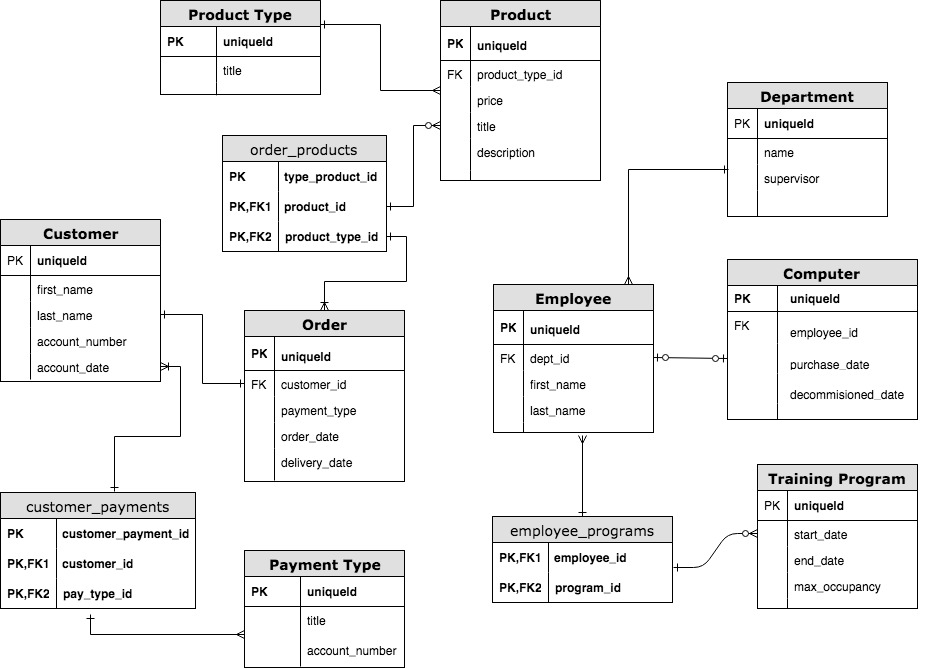 Product Type
PK uniqueId
title
Product
PK uniqueId
FK product_type_id
price
title
description
Department
PK uniqueId
name
supervisor
order_products
PK type_product_id
PK,FK1 product_id
PK,FK2 product_type_id
Customer
PK uniqueId
first_name
last_name
account_number
account_date
Order
PK uniqueId
FK customer_id
payment_type
order_date
delivery_date
Employee
PK uniqueId
FK dept_id
first_name
last_name
Computer
PK uniqueId
FK employee_id
purchase_date
decommisioned_date
customer_payments
PK customer_payment_id
PK,FK1 customer_id
PK,FK2 pay_type_id
Payment Type
PK uniqueId
title
account_number
employee_programs
PK,FK1 employee_id
PK,FK2 program_id
Training Program
PK uniqueId
start_date
end_date
max_occupancy